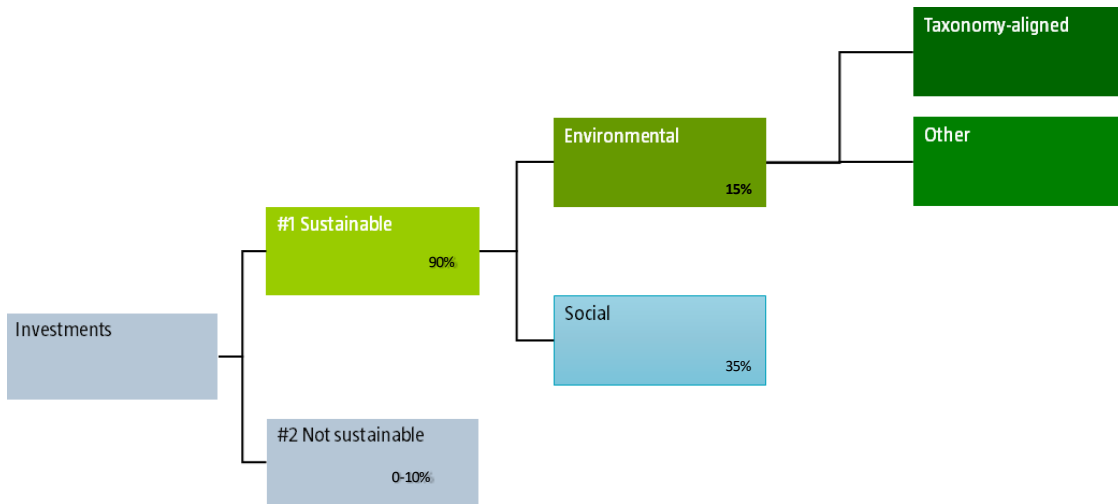 Taxonomy-aligned
Environmental
15%
Other
#1 Sustainable
90%
Social
35%
Investments
#2 Not sustainable
0-10%